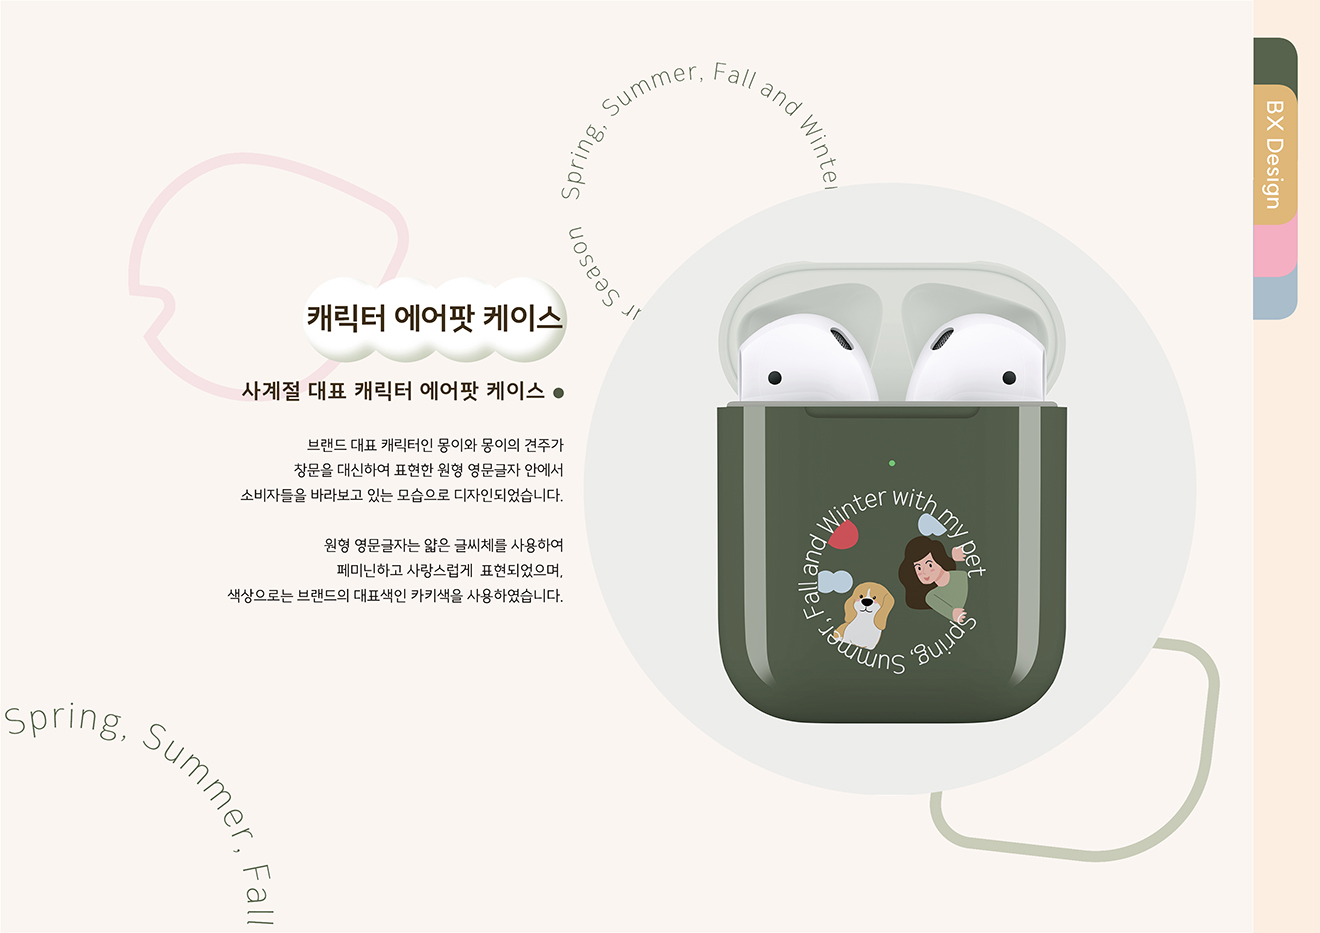 Spring, Summer, Fall and Winter
r Season
BX Design
캐릭터 에어팟 케이스
사계절 대표 캐릭터 에어팟 케이스
브랜드 대표 캐릭터인 몽이와 몽이의 견주가
창문을 대신하여 표현한 원형 영문글자 안에서
소비자들을 바라보고 있는 모습으로 디자인되었습니다.
원형 영문글자는 얇은 글씨체를 사용하여
페미닌하고 사랑스럽게 표현되었으며,
색상으로는 브랜드의 대표색인 카키색을 사용하였습니다.
Spring, Summer, Fall and Winter with my pet
Spring, Summer, Fall